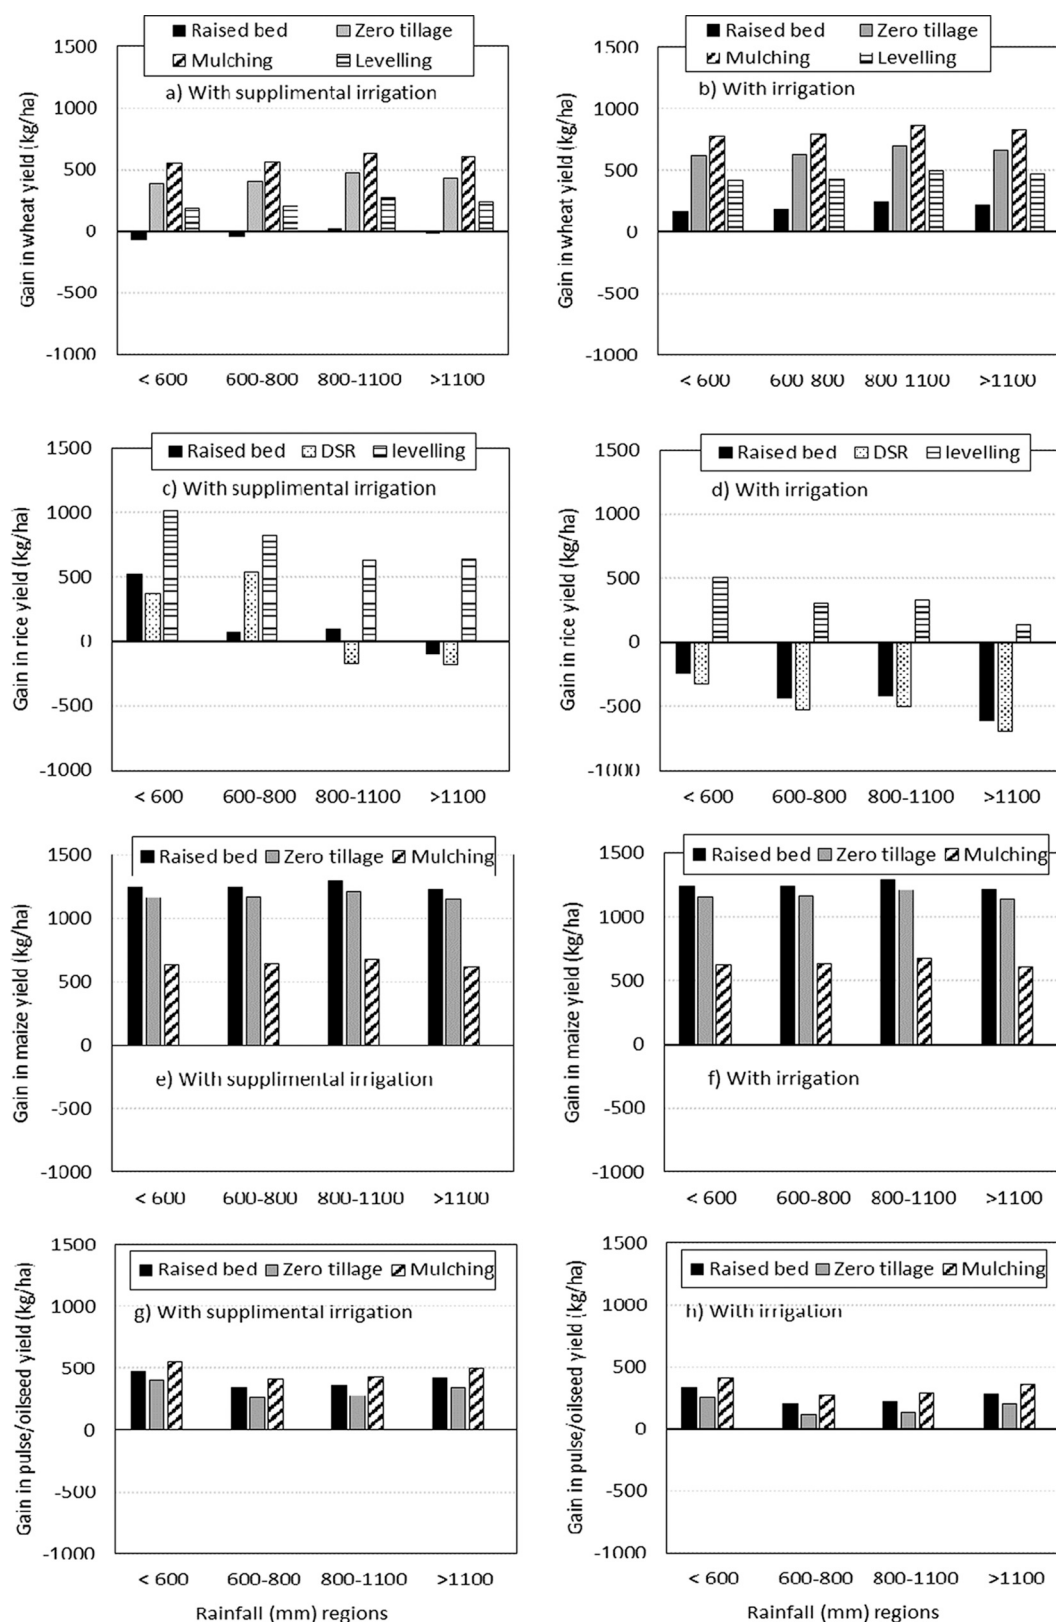 Raised bed Zero tillage
Mulching Levelling
a) With supplimental irrigation
Gain in wheat yield (kg/ha)
1500
1000
500
0
-500
-1000
< 600 600-800 800-1100 >1100
Raised bed Zero tillage
Mulching Levelling
b) With irrigation
Gain in wheat yield (kg/ha)
1500
1000
500
0
-500
-1000
< 600 600-800 800-1100 >1100
Raised bed DSR levelling
c) With supplimental irrigation
Gain in rice yield (kg/ha)
1500
1000
500
0
-500
-1000
< 600 600-800 800-1100 >1100
Raised bed DSR levelling
d) With irrigation
Gain in rice yield (kg/ha)
1500
1000
500
0
-500
-1000
< 600 600-800 800-1100 >1100
Raised bed Zero tillage Mulching
Gain in maize yield (kg/ha)
1500
1000
500
0
e) With supplimental irrigation
-500
-1000
< 600 600-800 800-1100 >1100
Raised bed Zero tillage Mulching
Gain in maize yield (kg/ha)
1500
1000
500
0
f) With irrigation
-500
-1000
< 600 600-800 800-1100 >1100
Raised bed Zero tillage Mulching
g) With supplimental irrigation
Gain in pulse/oilseed yield (kg/ha)
1500
1000
500
0
-500
-1000
< 600 600-800 800-1100 >1100
Rainfall (mm) regions
Raised bed Zero tillage Mulching
h) With irrigation
Gain in pulse/oilseed yield (kg/ha)
1500
1000
500
0
-500
-1000
< 600 600-800 800-1100 >1100
Rainfall (mm) regions